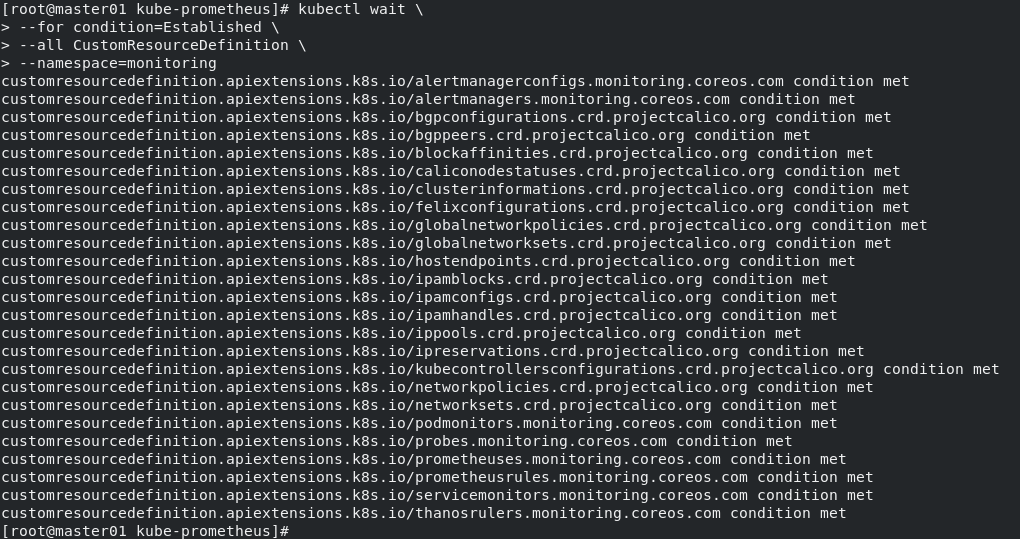 [root@master01 kube-prometheus]# kubectl wait \
> --for condition=Established \
> --all CustomResourceDefinition \
> --namespace=monitoring
customresourcedefinition.apiextensions.k8s.io/alertmanagerconfigs.monitoring.coreos.com condition met
customresourcedefinition.apiextensions.k8s.io/alertmanagers.monitoring.coreos.com condition met
customresourcedefinition.apiextensions.k8s.io/bgpconfigurations.crd.projectcalico.org condition met
customresourcedefinition.apiextensions.k8s.io/bgppeers.crd.projectcalico.org condition met
customresourcedefinition.apiextensions.k8s.io/blockaffinities.crd.projectcalico.org condition met
customresourcedefinition.apiextensions.k8s.io/caliconodestatuses.crd.projectcalico.org condition met
customresourcedefinition.apiextensions.k8s.io/clusterinformations.crd.projectcalico.org condition met
customresourcedefinition.apiextensions.k8s.io/felixconfigurations.crd.projectcalico.org condition met
customresourcedefinition.apiextensions.k8s.io/globalnetworkpolicies.crd.projectcalico.org condition met
customresourcedefinition.apiextensions.k8s.io/globalnetworksets.crd.projectcalico.org condition met
customresourcedefinition.apiextensions.k8s.io/hostendpoints.crd.projectcalico.org condition met
customresourcedefinition.apiextensions.k8s.io/ipamblocks.crd.projectcalico.org condition met
customresourcedefinition.apiextensions.k8s.io/ipamconfigs.crd.projectcalico.org condition met
customresourcedefinition.apiextensions.k8s.io/ipamhandles.crd.projectcalico.org condition met
customresourcedefinition.apiextensions.k8s.io/ippools.crd.projectcalico.org condition met
customresourcedefinition.apiextensions.k8s.io/ipreservations.crd.projectcalico.org condition met
customresourcedefinition.apiextensions.k8s.io/kubecontrollersconfigurations.crd.projectcalico.org condition met
customresourcedefinition.apiextensions.k8s.io/networkpolicies.crd.projectcalico.org condition met
customresourcedefinition.apiextensions.k8s.io/networksets.crd.projectcalico.org condition met
customresourcedefinition.apiextensions.k8s.io/podmonitors.monitoring.coreos.com condition met
customresourcedefinition.apiextensions.k8s.io/probes.monitoring.coreos.com condition met
customresourcedefinition.apiextensions.k8s.io/prometheuses.monitoring.coreos.com condition met
customresourcedefinition.apiextensions.k8s.io/prometheusrules.monitoring.coreos.com condition met
customresourcedefinition.apiextensions.k8s.io/servicemonitors.monitoring.coreos.com condition met
customresourcedefinition.apiextensions.k8s.io/thanosrulers.monitoring.coreos.com condition met
[root@master01 kube-prometheus]#